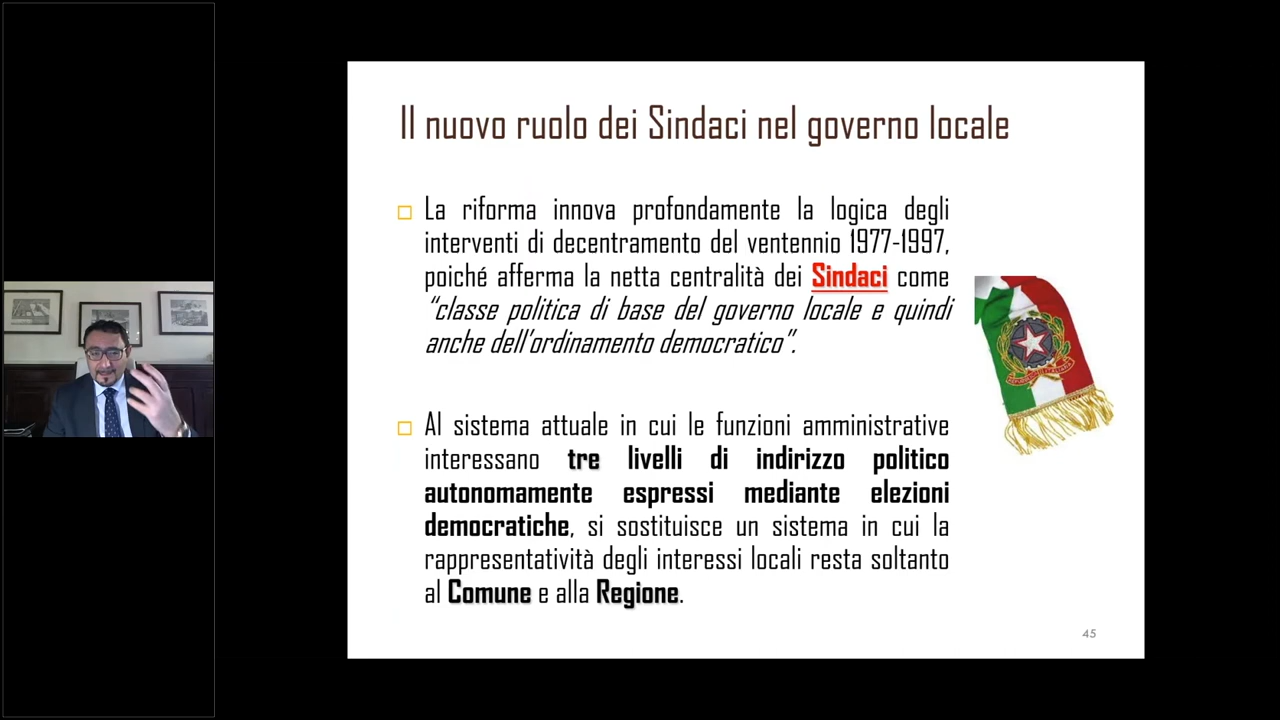 Il nuovo ruolo dei Sindaci nel governo locale
La riforma innova profondamente la logica degli
interventi di decentramento del ventennio 1977-1997,
poiché afferma la netta centralità dei Sindaci come
“classe politica di base del governo locale e quindi
anche dell’ordinamento democratico”.
Al sistema attuale in cui le funzioni amministrative
interessano tre livelli di indirizzo politico
autonomamente espressi mediante elezioni
democratiche, si sostituisce un sistema in cui la
rappresentatività degli interessi locali resta soltanto
al Comune e alla Regione.
45